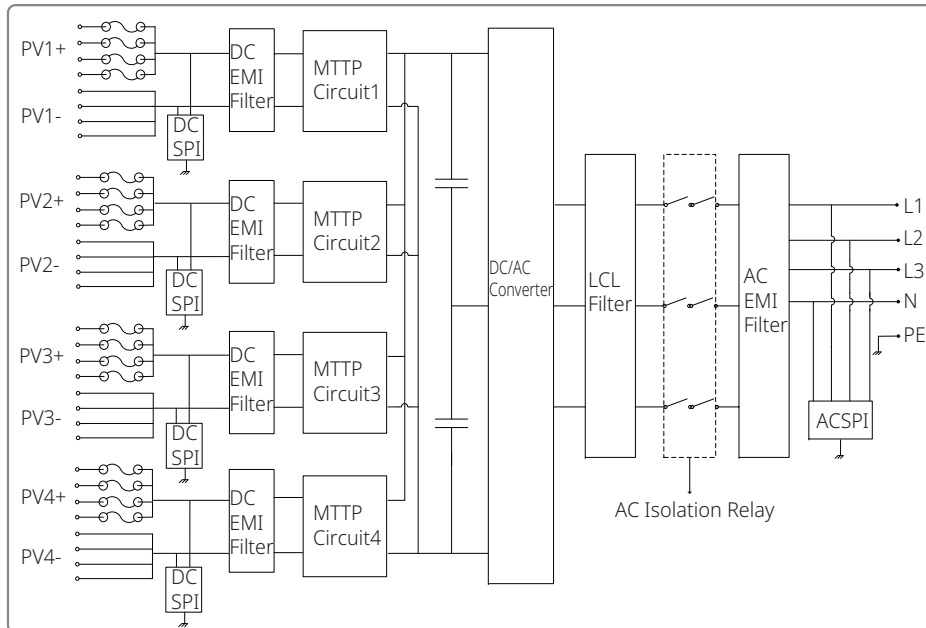 PV1+
PV1-
DC
SPI
DC
EMI
Filter
MTTP
Circuit1
PV2+
PV2-
DC
SPI
DC
EMI
Filter
MTTP
Circuit2
PV3+
PV3-
DC
SPI
DC
EMI
Filter
MTTP
Circuit3
PV4+
PV4-
DC
SPI
DC
EMI
Filter
MTTP
Circuit4
DC/AC
Converter
LCL
Filter
AC Isolation Relay
AC
EMI
Filter
L1
L2
L3
N
PE
ACSPI